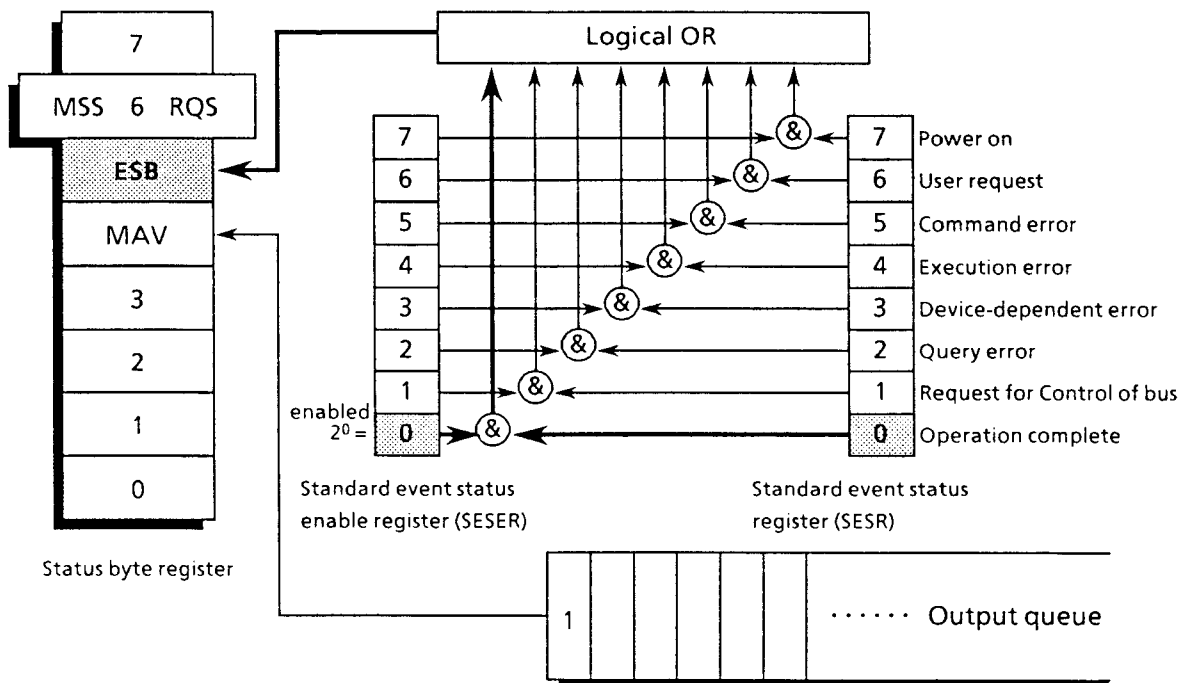 Logical OR
7
MSS 6 RQS
ESB
MAV
3
2
1
0
Status byte register
7
6
5
4
3
2
1
0
enabled
2⁰ =
Standard event status
enable register (SESER)
&
&
&
&
&
&
&
&
7 Power on
6 User request
5 Command error
4 Execution error
3 Device-dependent error
2 Query error
1 Request for Control of bus
0 Operation complete
Standard event status
register (SESR)
1 ...... Output queue